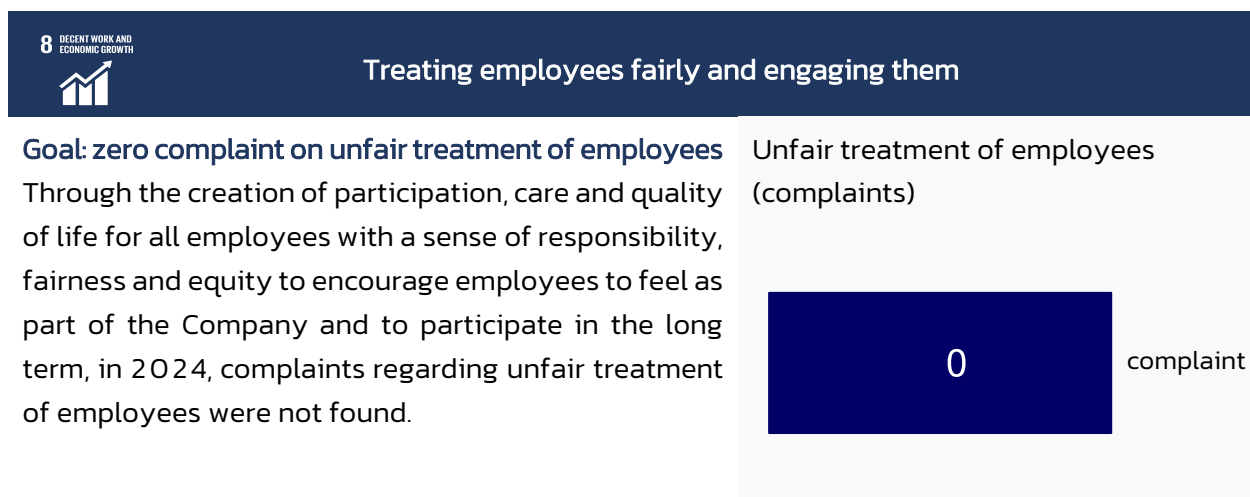 8 DECENT WORK AND
ECONOMIC GROWTH
Treating employees fairly and engaging them
Goal: zero complaint on unfair treatment of employees
Through the creation of participation, care and quality
of life for all employees with a sense of responsibility,
fairness and equity to encourage employees to feel as
part of the Company and to participate in the long
term, in 2024, complaints regarding unfair treatment
of employees were not found.
Unfair treatment of employees
(complaints)
0
complaint